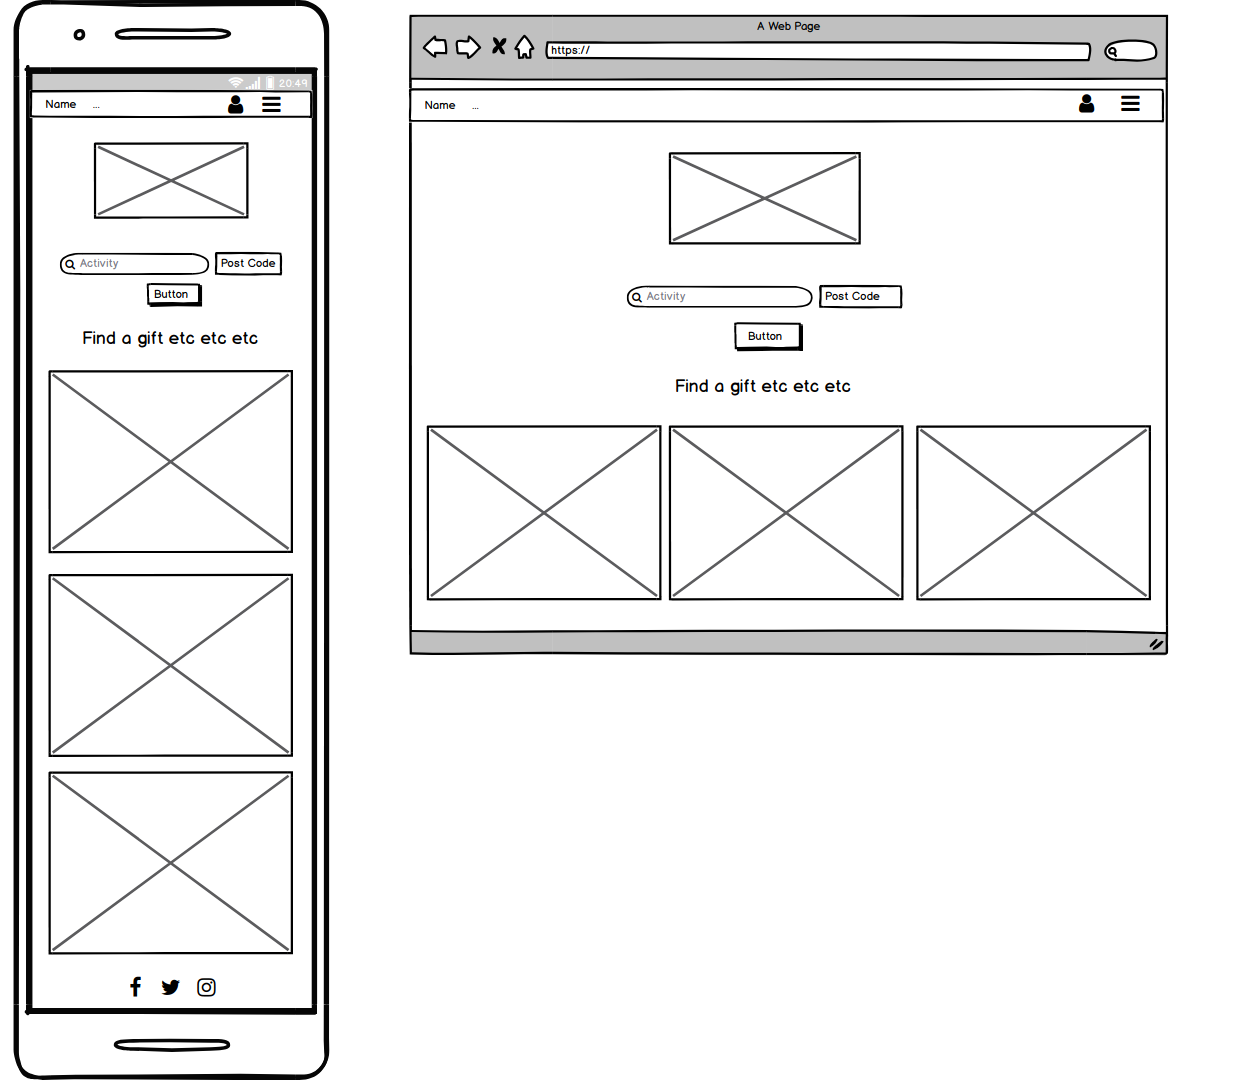 20.49
Name ...
Activity
Post Code
Button
Find a gift etc etc etc
A Web Page
https://
Name ...
Activity
Post Code
Button
Find a gift etc etc etc